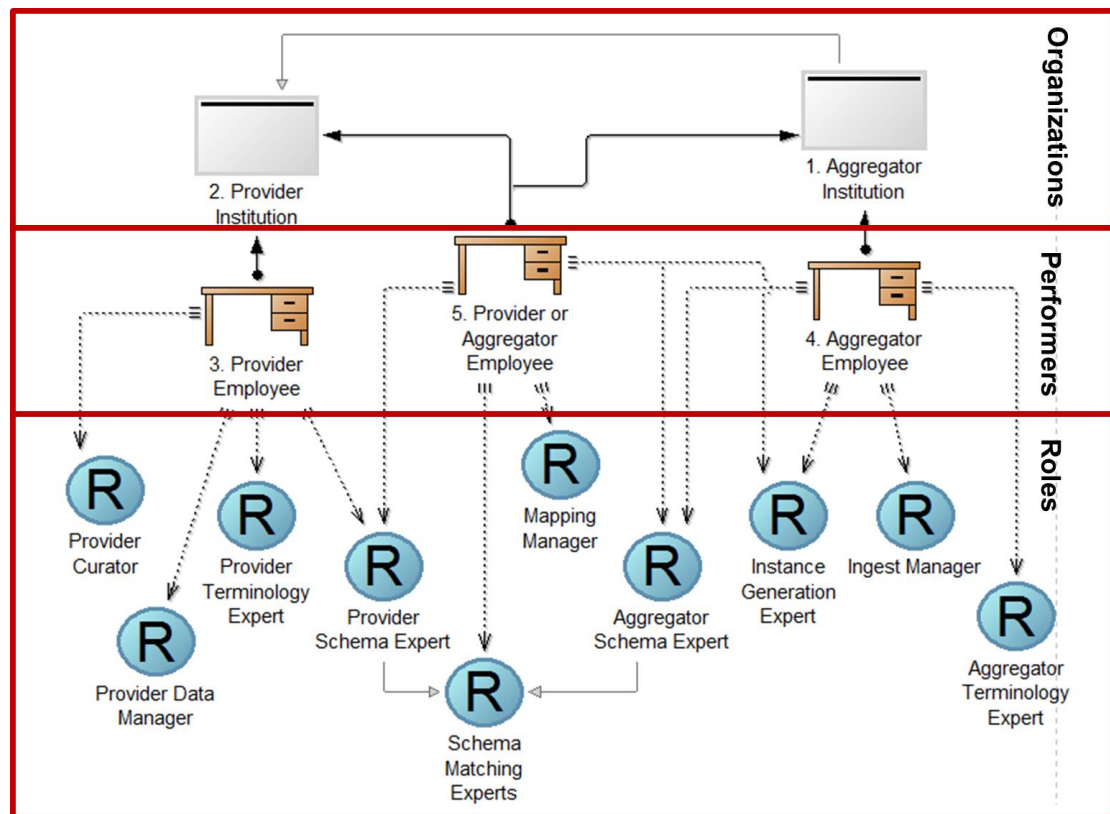 Organizations
2. Provider
Institution
1. Aggregator
Institution
Performers
3. Provider
Employee
5. Provider or
Aggregator
Employee
4. Aggregator
Employee
Roles
R
Provider
Curator
R
Provider Data
Manager
R
Provider
Terminology
Expert
R
Provider
Schema Expert
R
Schema
Matching
Experts
R
Mapping
Manager
R
Aggregator
Schema Expert
R
Instance
Generation
Expert
R
Ingest Manager
R
Aggregator
Terminology
Expert